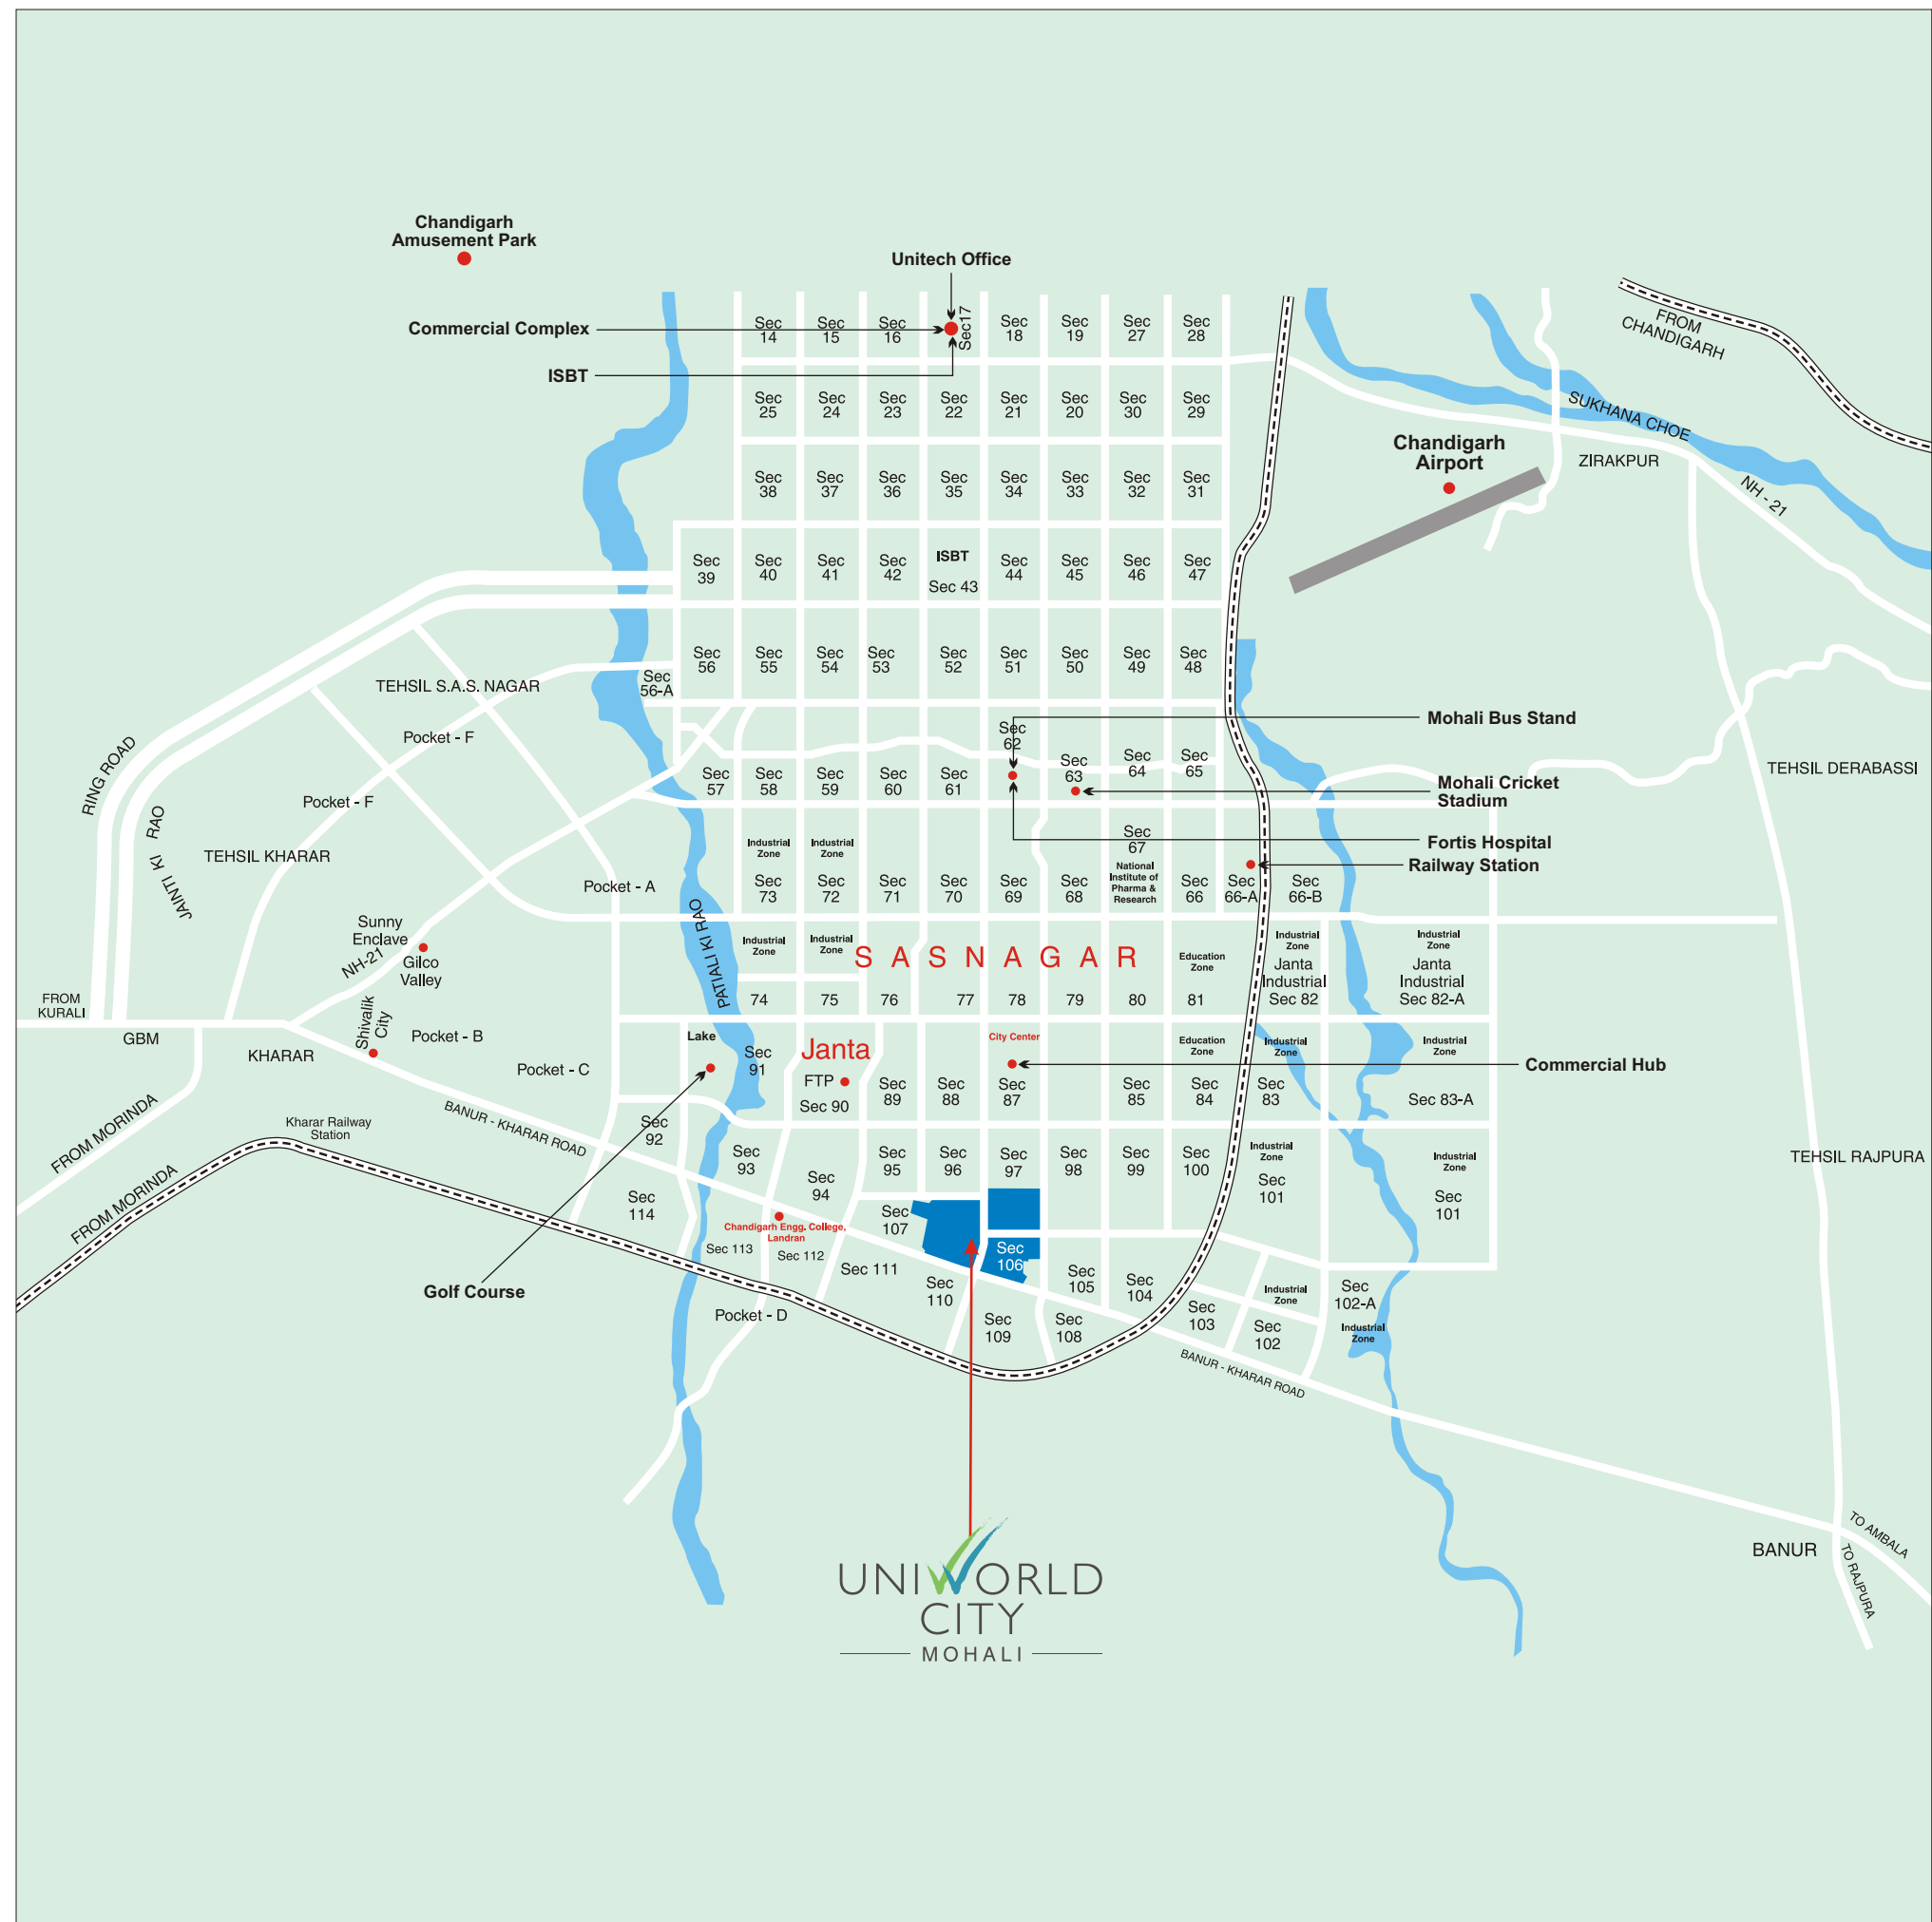 Chandigarh
Amusement Park
Unitech Office
Commercial Complex
ISBT
Sec
14
Sec
15
Sec
16
Sec17
Sec
18
Sec
19
Sec
27
Sec
28
FROM
CHANDIGARH
Sec
25
Sec
24
Sec
23
Sec
22
Sec
21
Sec
20
Sec
30
Sec
29
SUKHANA CHOE
Chandigarh
Airport
ZIRAKPUR
NH - 21
Sec
38
Sec
37
Sec
36
Sec
35
Sec
34
Sec
33
Sec
32
Sec
31
Sec
39
Sec
40
Sec
41
Sec
42
ISBT
Sec 43
Sec
44
Sec
45
Sec
46
Sec
47
Sec
56
Sec
55
Sec
54
Sec
53
Sec
52
Sec
51
Sec
50
Sec
49
Sec
48
Sec
56-A
TEHSIL S.A.S. NAGAR
Pocket - F
Pocket - F
RING ROAD
JAINTI KI RAO
TEHSIL KHARAR
Mohali Bus Stand
Sec
62
Sec
57
Sec
58
Sec
59
Sec
60
Sec
61
Sec
63
Sec
64
Sec
65
Mohali Cricket
Stadium
TEHSIL DERABASSI
Fortis Hospital
Railway Station
Industrial
Zone
Industrial
Zone
Sec
67
National
Institute of
Pharma &
Research
Pocket - A
Sec
73
Sec
72
Sec
71
Sec
70
Sec
69
Sec
68
Sec
66
Sec
66-A
Sec
66-B
PATIALI KI RAO
Sunny
Enclave
NH-21
Gilco
Valley
Industrial
Zone
Industrial
Zone
SASNAGAR
Education
Zone
Industrial
Zone
Janta
Industrial
Sec 82
Industrial
Zone
Janta
Industrial
Sec 82-A
74
75
76
77
78
79
80
81
FROM
KURALI
GBM
KHARAR
Shivalik
City
Pocket - B
Pocket - C
Lake
Sec
91
Janta
FTP
Sec 90
City Center
Education
Zone
Industrial
Zone
Industrial
Zone
Commercial Hub
Sec
89
Sec
88
Sec
87
Sec
85
Sec
84
Sec
83
Sec 83-A
FROM MORINDA
Kharar Railway
Station
BANUR - KHARAR ROAD
Sec
92
Sec
93
Sec
94
Sec
95
Sec
96
Sec
97
Sec
98
Sec
99
Sec
100
Industrial
Zone
Sec
101
Industrial
Zone
Sec
101
TEHSIL RAJPURA
FROM MORINDA
Sec
114
Chandigarh Engg. College,
Landran
Sec
107
Sec 113
Sec 112
Sec 111
Sec
106
Golf Course
Pocket - D
Sec
110
Sec
109
Sec
105
Sec
108
Sec
104
Sec
103
Industrial
Zone
Sec
102
Sec
102-A
Industrial
Zone
BANUR - KHARAR ROAD
BANUR
TO AMBALA
TO RAJPURA
UNIWORLD
CITY
MOHALI